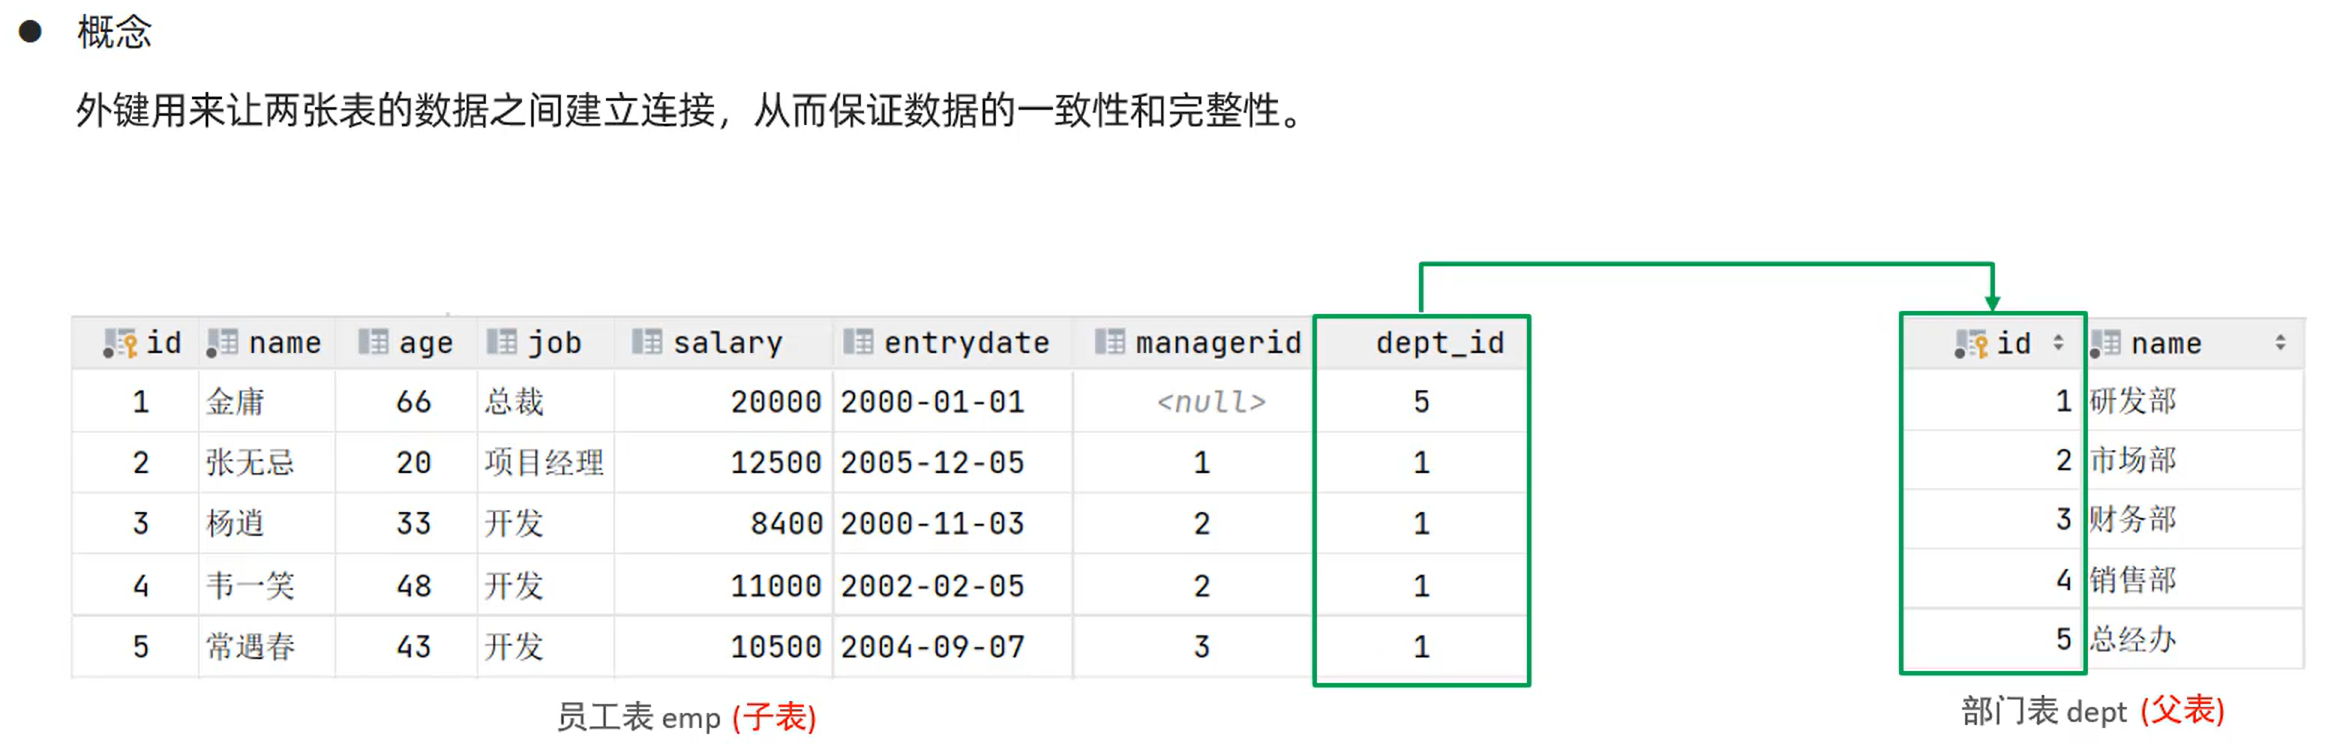 ● 概念
外键用来让两张表的数据之间建立连接，从而保证数据的一致性和完整性。
id name age job salary entrydate managerid dept_id
1 金庸 66 总裁 20000 2000-01-01 <null> 5
2 张无忌 20 项目经理 12500 2005-12-05 1 1
3 杨逍 33 开发 8400 2000-11-03 2 1
4 韦一笑 48 开发 11000 2002-02-05 2 1
5 常遇春 43 开发 10500 2004-09-07 3 1
员工表 emp (子表)
id name
1 研发部
2 市场部
3 财务部
4 销售部
5 总经办
部门表 dept (父表)